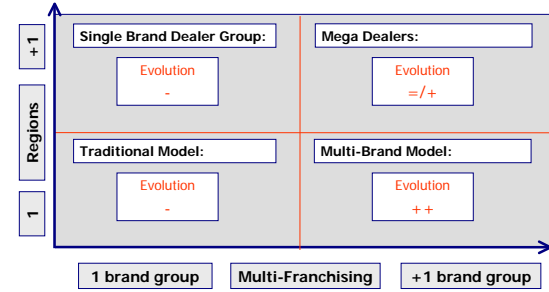 +1
Single Brand Dealer Group:
Mega Dealers:
Evolution
-
Evolution
=/+
Regions
Traditional Model:
Multi-Brand Model:
Evolution
-
Evolution
++
1
1 brand group
Multi-Franchising
+1 brand group